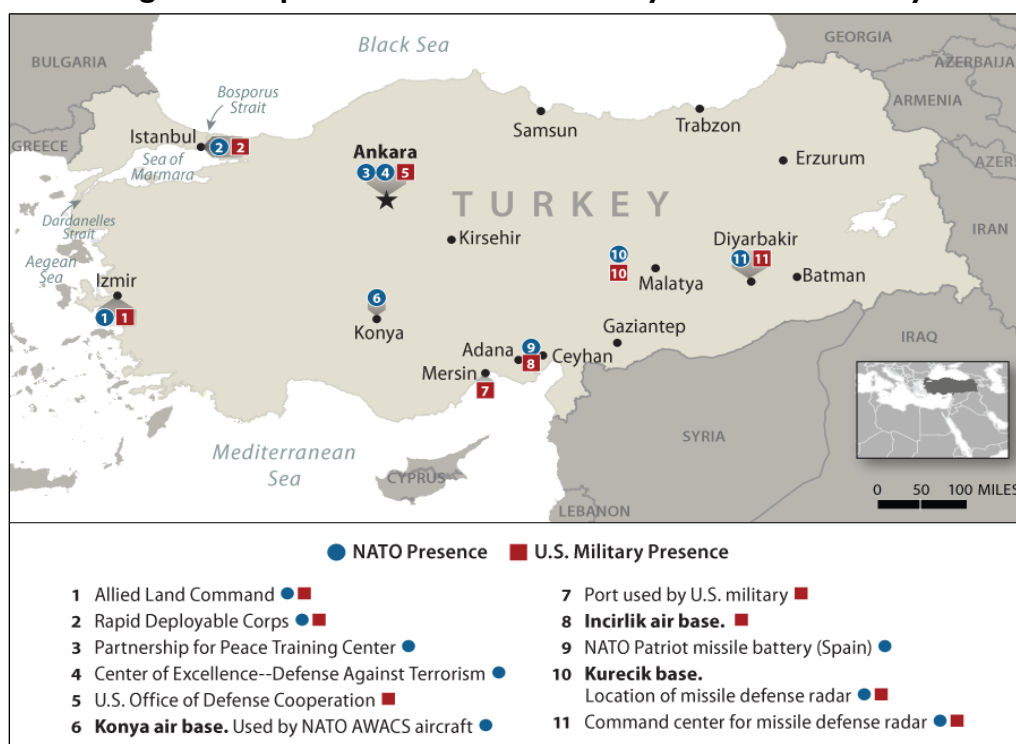 Black Sea
BULGARIA
GEORGIA
AZERBAIJA
ARMENIA
Bosporus
Strait
Istanbul
2 2
GREECE
Sea of
Marmara
Samsun
Trabzon
Ankara
3 4 5
Erzurum
AZER.
TURKEY
Dardanelles
Strait
Kirsehir
Diyarbakir
IRAN
Aegean
Sea
10
10
11 11
Izmir
Malatya
Batman
1 1
6
Konya
Gaziantep
IRAQ
Adana
9
8
Ceyhan
Mersin
7
Mediterranean
Sea
CYPRUS
SYRIA
LEBANON
0 50 100 MILES
NATO Presence U.S. Military Presence
1 Allied Land Command
2 Rapid Deployable Corps
3 Partnership for Peace Training Center
4 Center of Excellence--Defense Against Terrorism
5 U.S. Office of Defense Cooperation
6 Konya air base. Used by NATO AWACS aircraft
7 Port used by U.S. military
8 Incirlik air base.
9 NATO Patriot missile battery (Spain)
10 Kurecik base.
Location of missile defense radar
11 Command center for missile defense radar